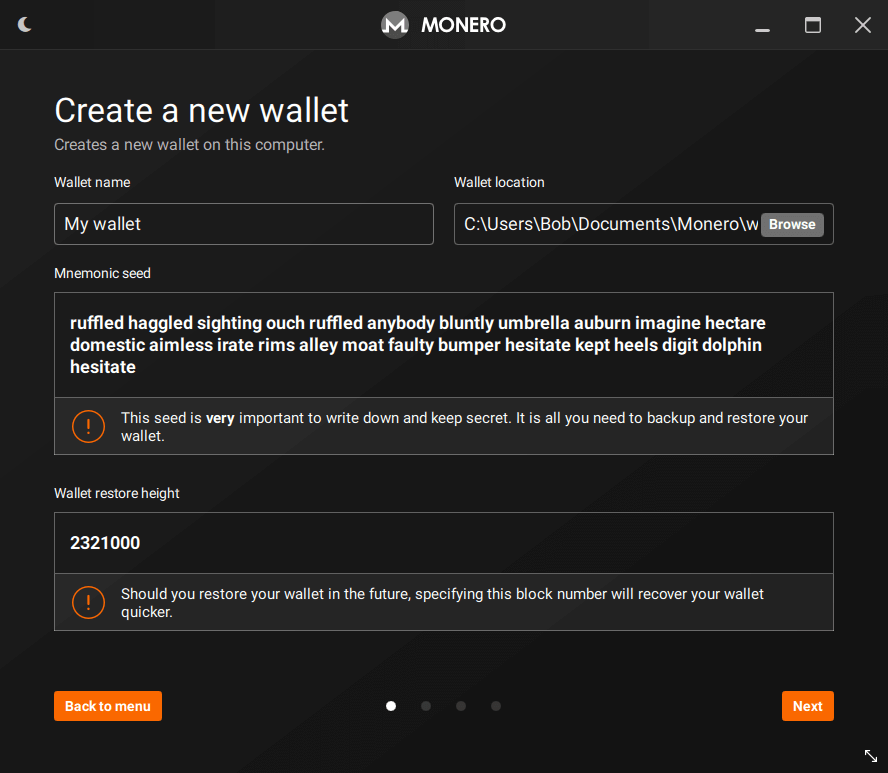 MONERO
Create a new wallet
Creates a new wallet on this computer.
Wallet name
Wallet location
My wallet
C:\Users\Bob\Documents\Monero\w
Browse
Mnemonic seed
ruffled haggled sighting ouch ruffled anybody bluntly umbrella auburn imagine hectare
domestic aimless irate rims alley moat faulty bumper hesitate kept heels digit dolphin
hesitate
This seed is very important to write down and keep secret. It is all you need to backup and restore your
wallet.
Wallet restore height
2321000
Should you restore your wallet in the future, specifying this block number will recover your wallet
quicker.
Back to menu
Next